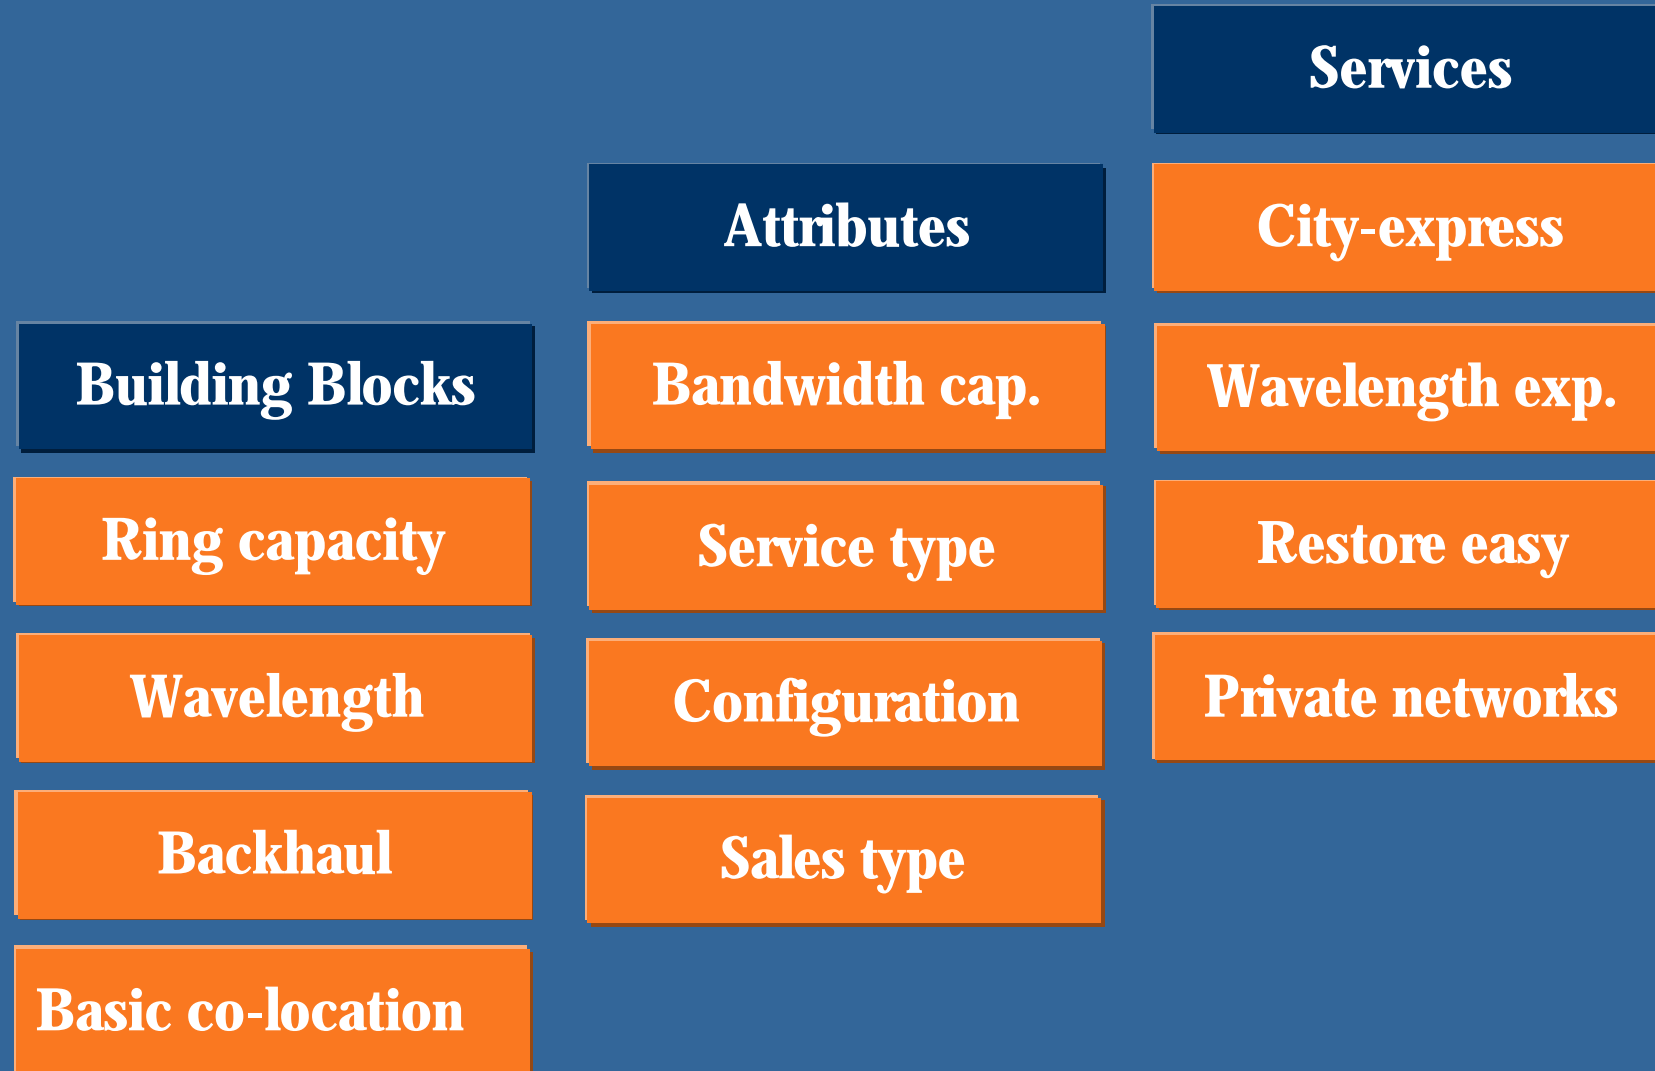 Building Blocks
Ring capacity
Wavelength
Backhaul
Basic co-location
Attributes
Bandwidth cap.
Service type
Configuration
Sales type
Services
City-express
Wavelength exp.
Restore easy
Private networks